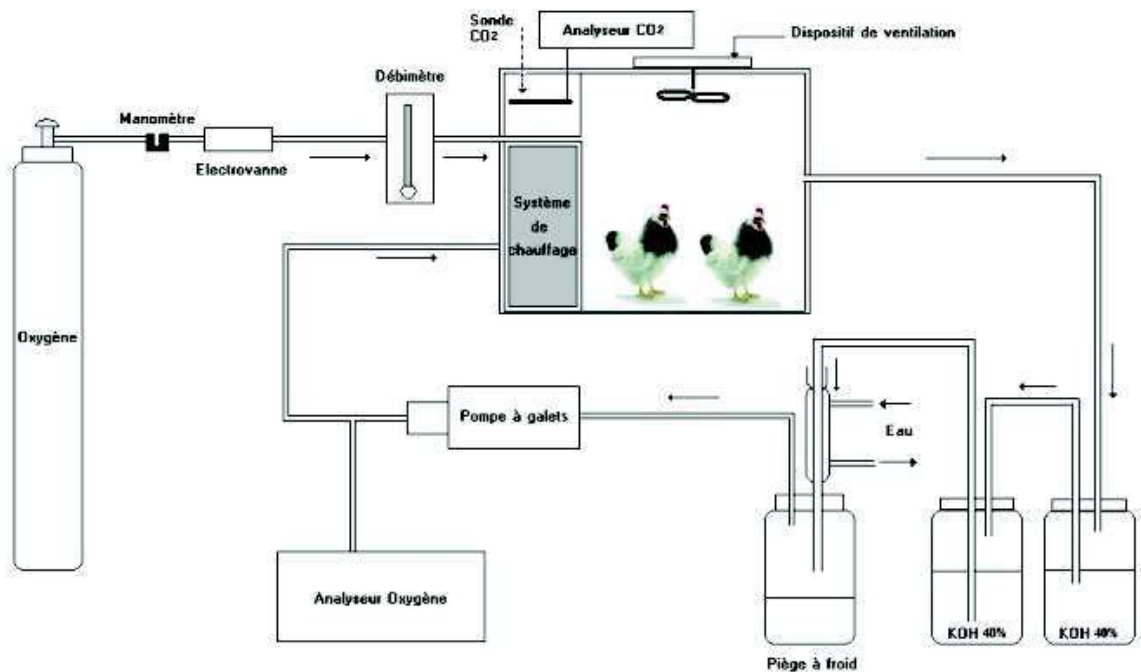 Sonde
CO2
Analyseur CO2
Dispositif de ventilation
Débimètre
Manomètre
Electrovanne
Système
de
chauffage
Oxygène
Pompe à galets
Eau
Analyseur Oxygène
KOH 40%
KOH 40%
Piège à froid